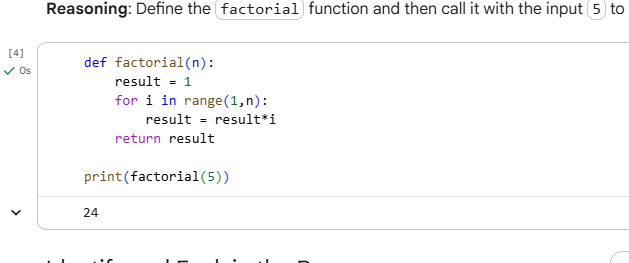 Reasoning: Define the factorial function and then call it with the input 5 to
[4]
0s
def factorial(n):
    result = 1
    for i in range(1,n):
        result = result*i
    return result

print(factorial(5))
24